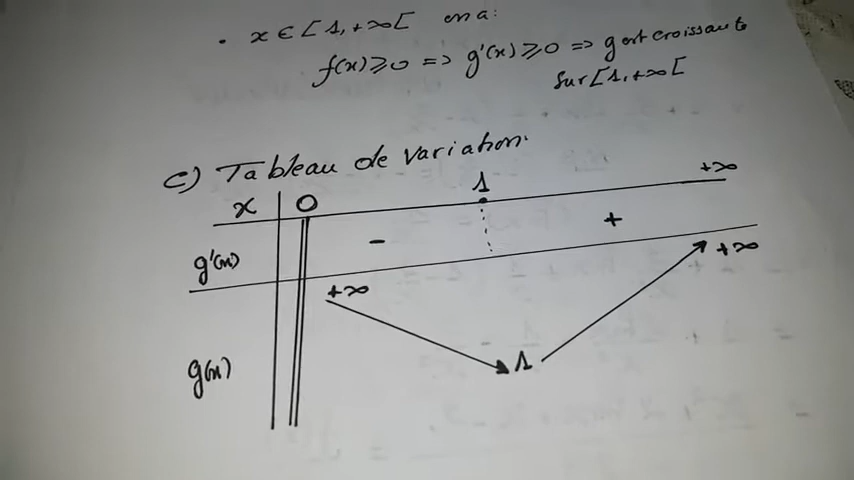 . x ∈ [1, +∞[ on a:
f(x) ≥ 0 => g'(x) ≥ 0 => g est croissante
sur [1, +∞[
c) Tableau de variation.
x 0 1 +∞
g'(x) - +
+∞ +∞
g(x) 1